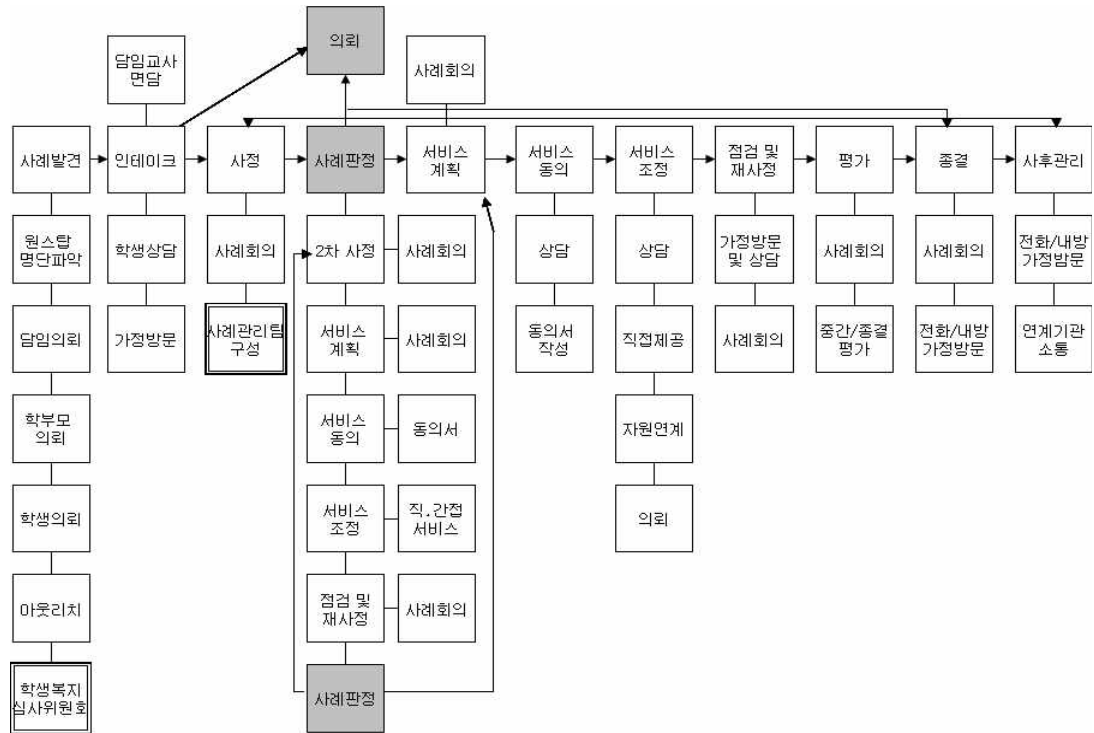 의뢰
담임교사
면담
사례회의
사례발견
인테이크
사정
사례판정
서비스
계획
서비스
동의
서비스
조정
점검 및
재사정
평가
종결
사후관리
원스탑
명단파악
학생상담
사례회의
2차 사정
사례회의
상담
상담
가정방문
및 상담
사례회의
사례회의
전화/내방
가정방문
담임의뢰
가정방문
사례관리팀
구성
서비스
계획
사례회의
동의서
작성
직접제공
사례회의
중간/종결
평가
전화/내방
가정방문
연계기관
소통
학부모
의뢰
서비스
동의
동의서
자원연계
학생의뢰
서비스
조정
직.간접
서비스
의뢰
아웃리치
점검 및
재사정
사례회의
학생복지
심사위원회
사례판정